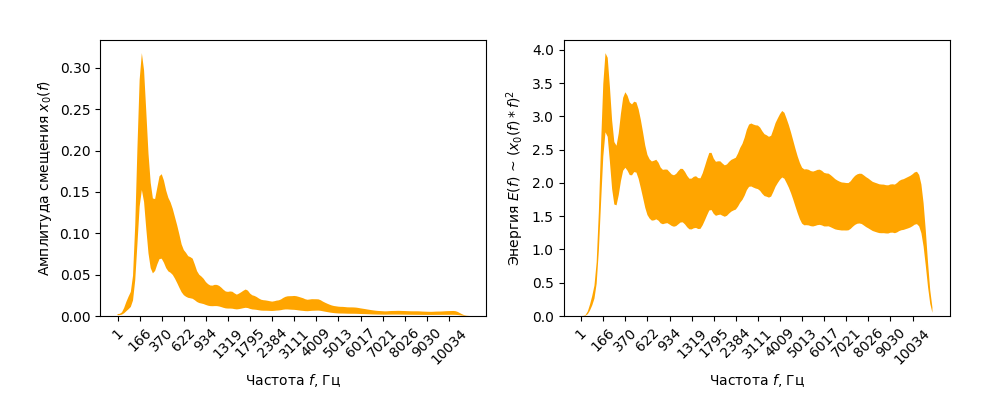 Амплитуда смещения x₀(f)
0.30
0.25
0.20
0.15
0.10
0.05
0.00
1 166 370 622 934 1319 1795 2384 3111 4009 5013 6017 7021 8026 9030 10034
Частота f, Гц
Энергия E(f) ~ (x₀(f) * f)²
4.0
3.5
3.0
2.5
2.0
1.5
1.0
0.5
0.0
1 166 370 622 934 1319 1795 2384 3111 4009 5013 6017 7021 8026 9030 10034
Частота f, Гц